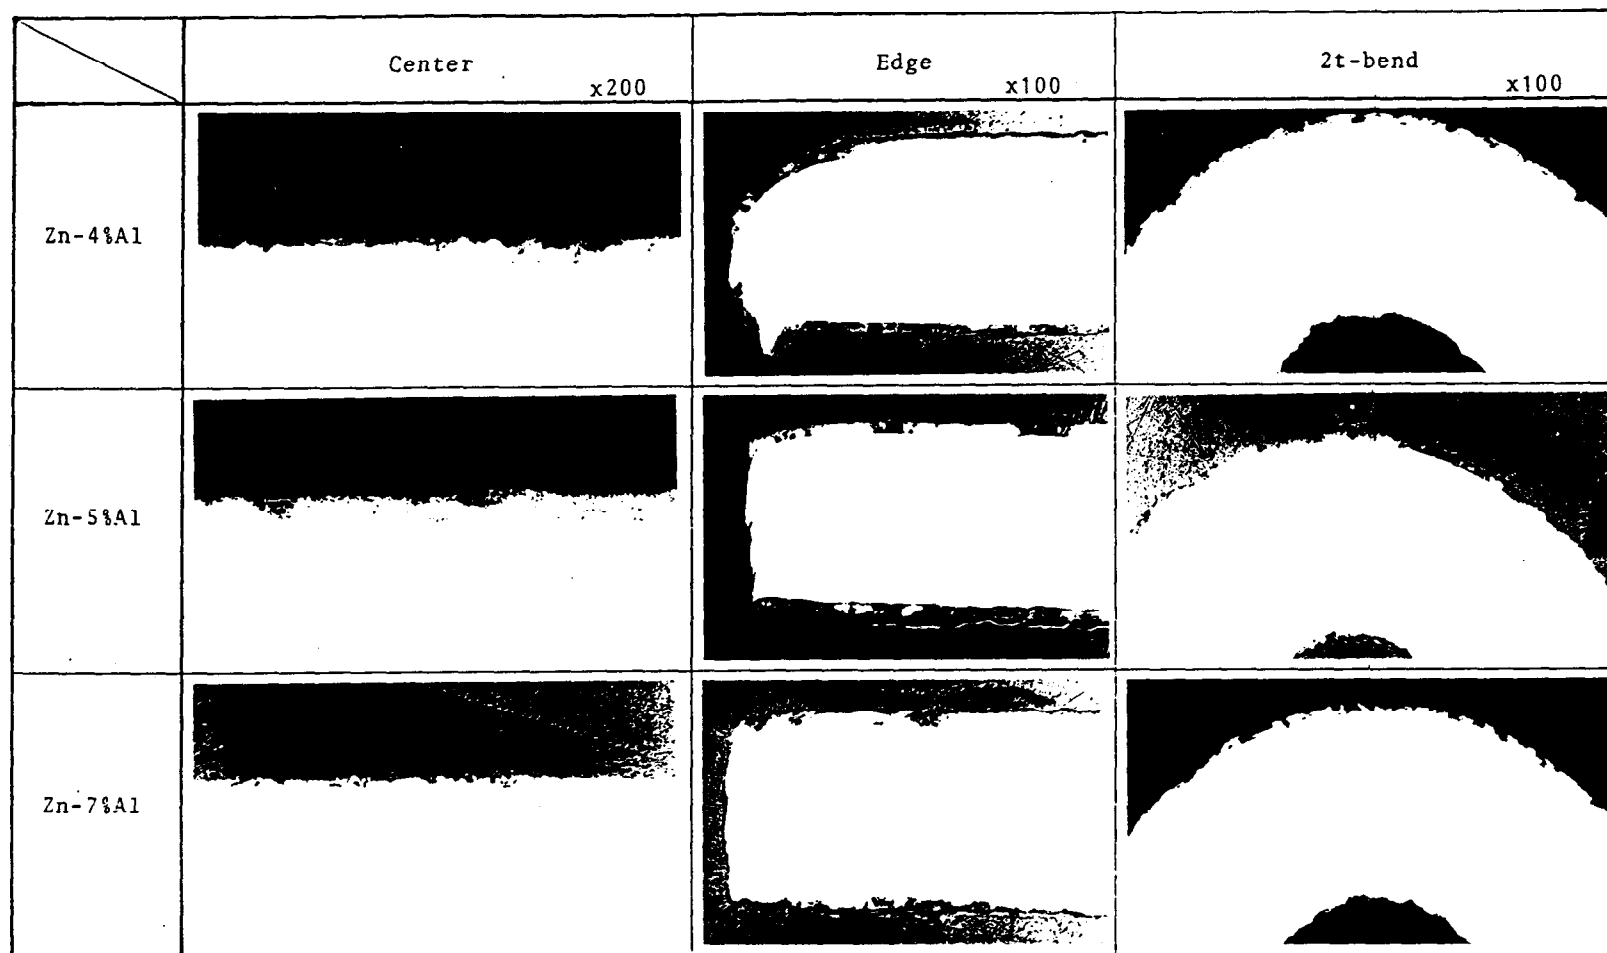 Center
x200
Edge
x100
2t-bend
x100
Zn-4%Al
Zn-5%Al
Zn-7%Al